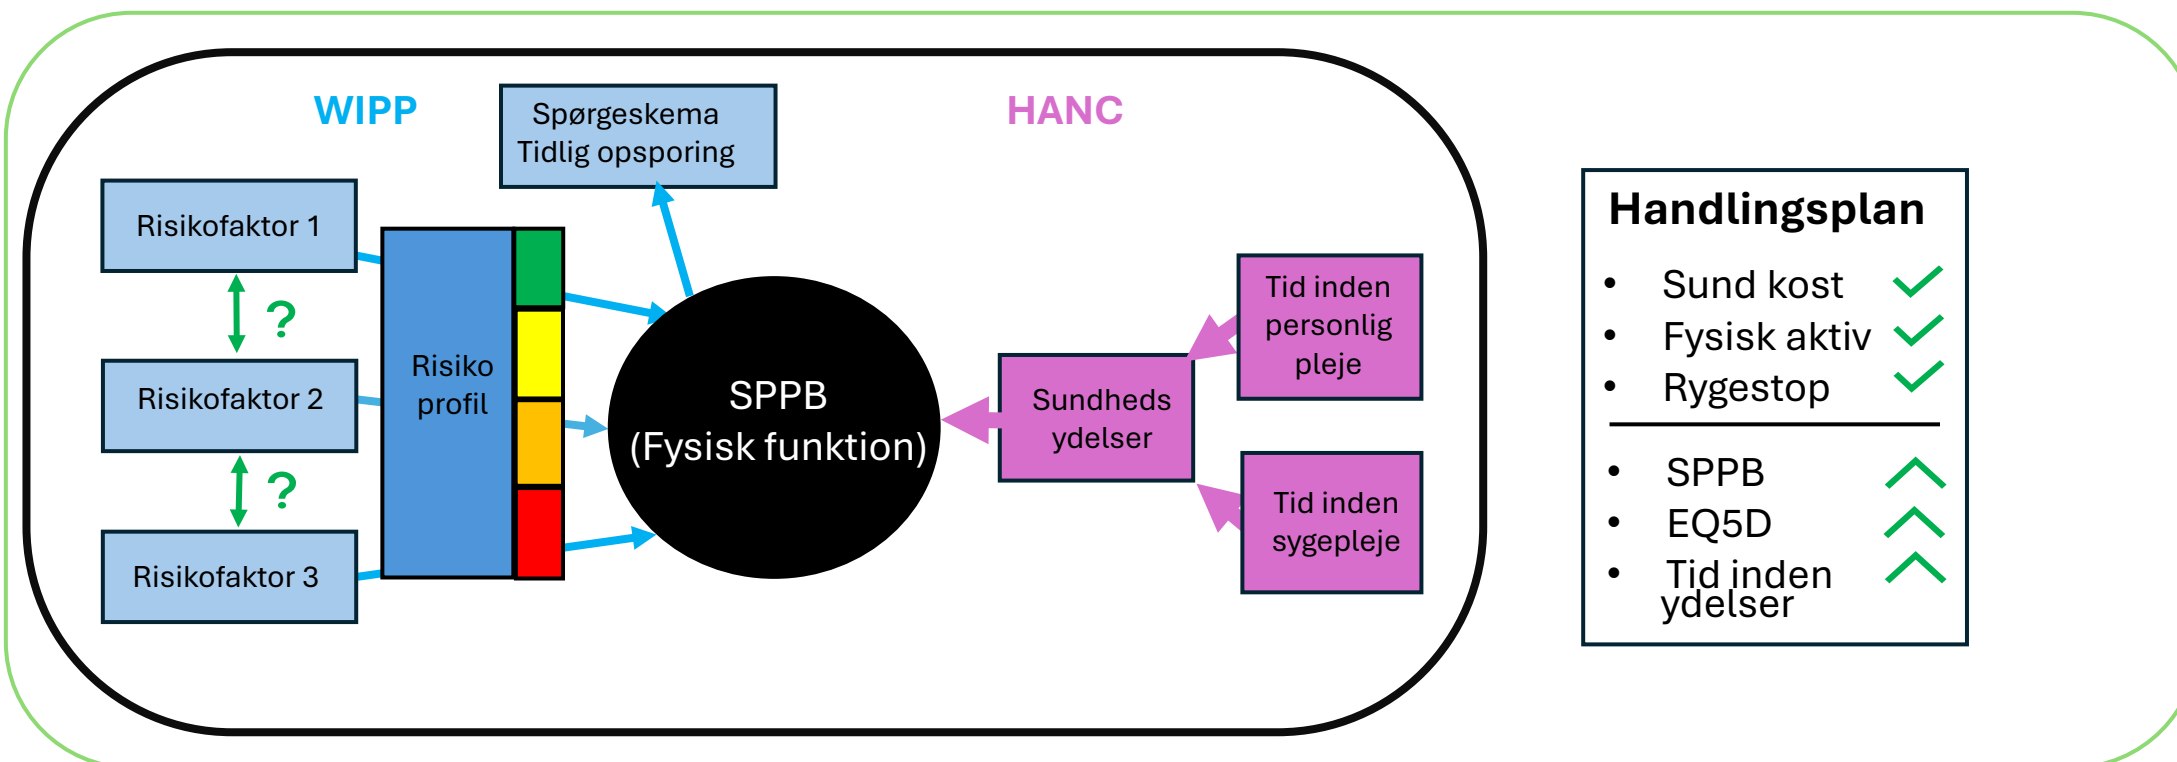 WIPP
Spørgeskema
Tidlig opsporing
HANC
Risikofaktor 1
?
Risikofaktor 2
?
Risikofaktor 3
Risiko
profil
SPPB
(Fysisk funktion)
Sundheds
ydelser
Tid inden
personlig
pleje
Tid inden
sygepleje
Handlingsplan
• Sund kost
• Fysisk aktiv
• Rygestop
• SPPB
• EQ5D
• Tid inden
ydelser